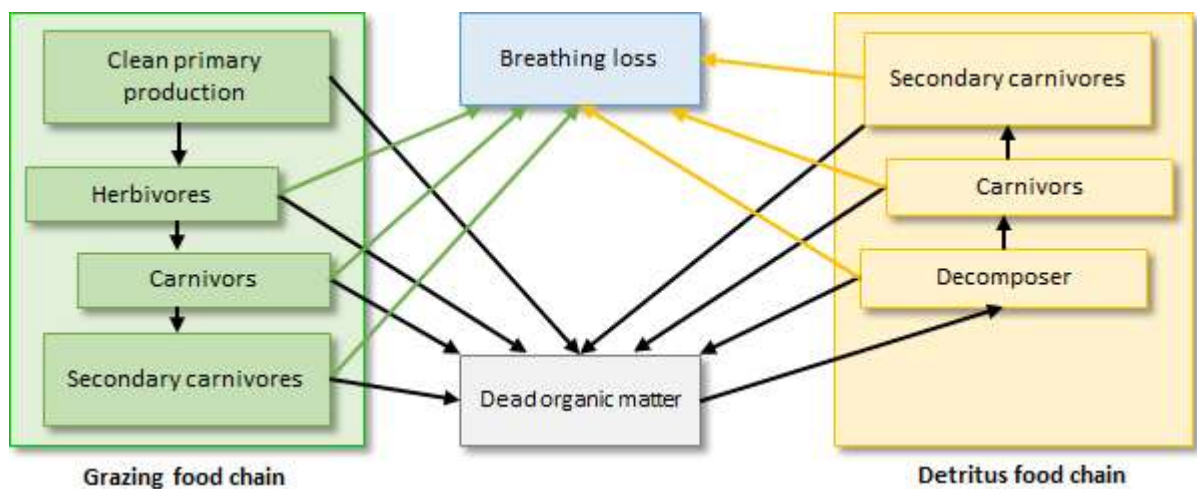 Clean primary
production
Herbivores
Carnivors
Secondary carnivores
Grazing food chain
Breathing loss
Dead organic matter
Secondary carnivores
Carnivors
Decomposer
Detritus food chain